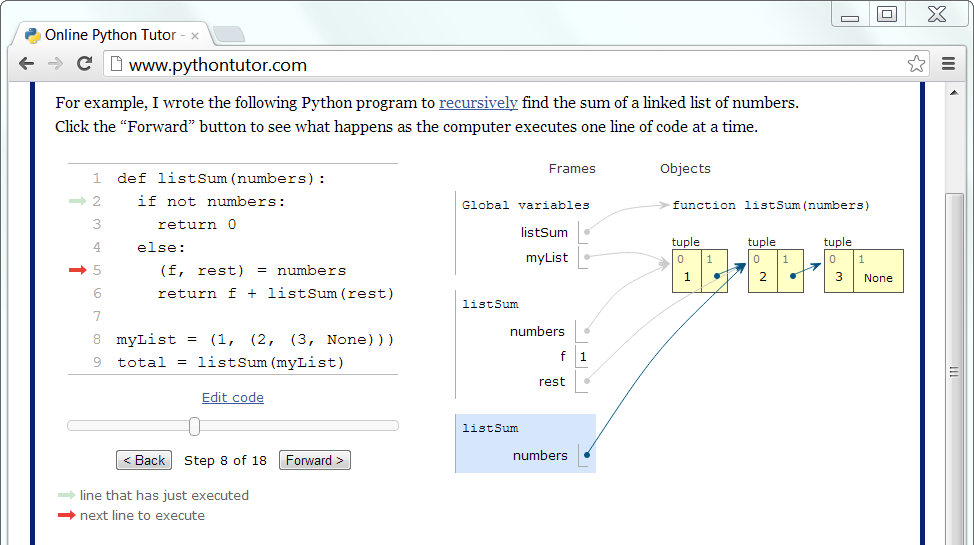 Online Python Tutor -
www.pythontutor.com
For example, I wrote the following Python program to recursively find the sum of a linked list of numbers.
Click the “Forward” button to see what happens as the computer executes one line of code at a time.
1 def listSum(numbers):
2   if not numbers:
3     return 0
4   else:
5     (f, rest) = numbers
6     return f + listSum(rest)
7
8 myList = (1, (2, (3, None)))
9 total = listSum(myList)
Edit code
< Back Step 8 of 18 Forward >
line that has just executed
next line to execute
Frames Objects
Global variables
listSum
myList
function listSum(numbers)
tuple
0 1
1
tuple
0 1
2
tuple
0 1
3 None
listSum
numbers
f 1
rest
listSum
numbers